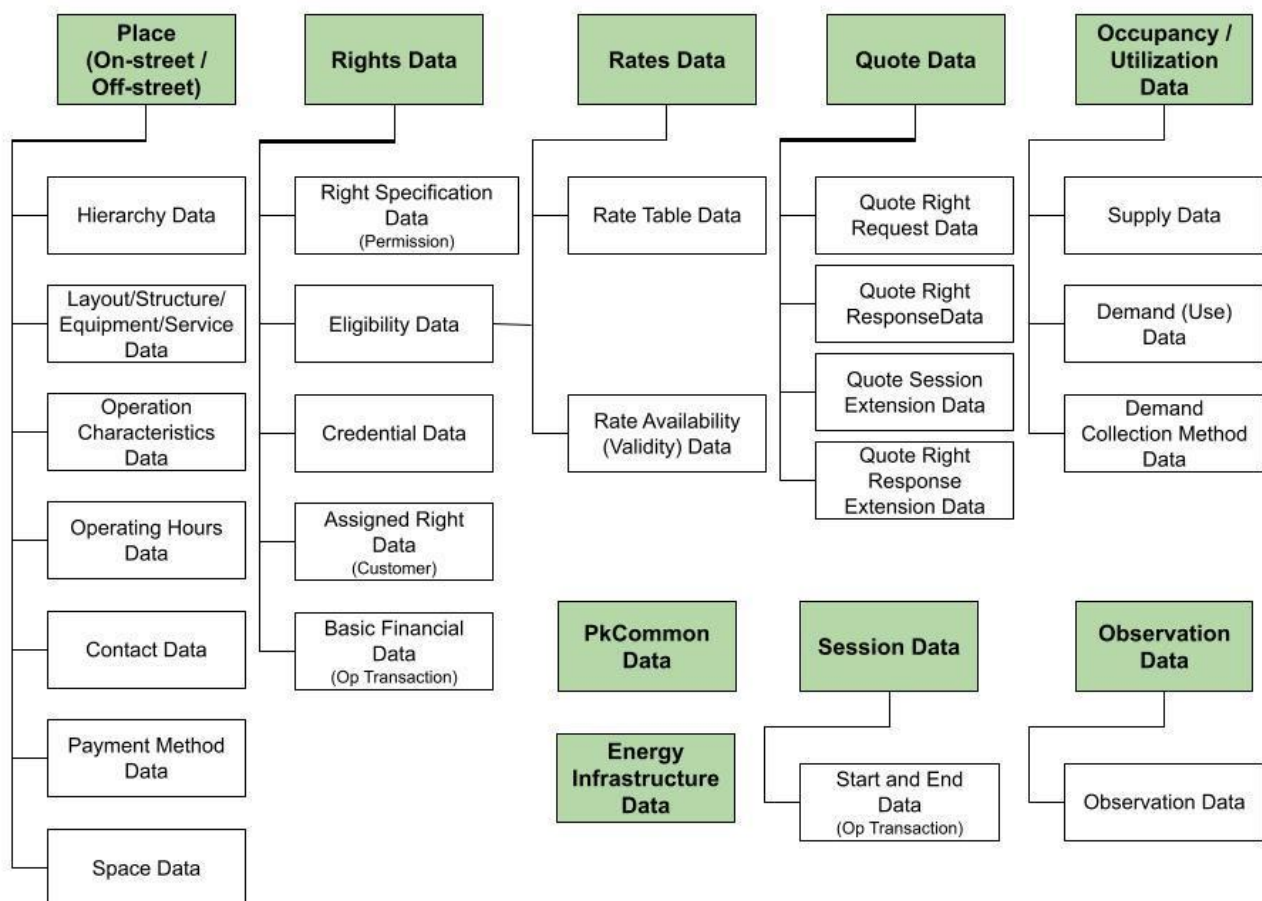 Place
(On-street /
Off-street)
Hierarchy Data
Layout/Structure/
Equipment/Service
Data
Operation
Characteristics
Data
Operating Hours
Data
Contact Data
Payment Method
Data
Space Data
Rights Data
Right Specification
Data
(Permission)
Eligibility Data
Credential Data
Assigned Right
Data
(Customer)
Basic Financial
Data
(Op Transaction)
Rates Data
Rate Table Data
Rate Availability
(Validity) Data
Quote Data
Quote Right
Request Data
Quote Right
ResponseData
Quote Session
Extension Data
Quote Right
Response
Extension Data
Occupancy /
Utilization
Data
Supply Data
Demand (Use)
Data
Demand
Collection Method
Data
PkCommon
Data
Energy
Infrastructure
Data
Session Data
Start and End
Data
(Op Transaction)
Observation
Data
Observation Data